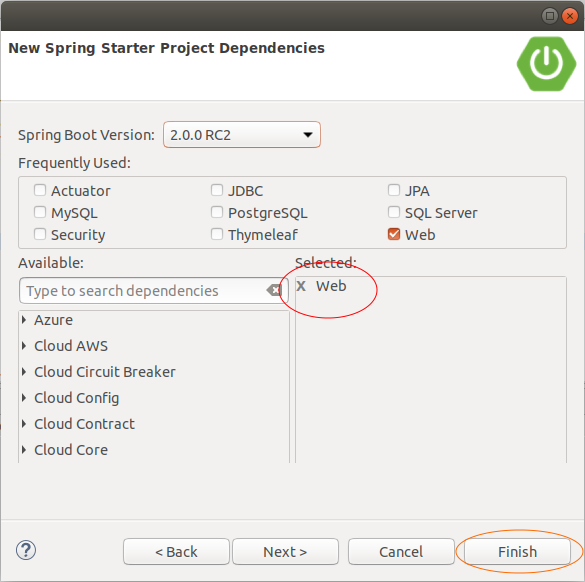 New Spring Starter Project Dependencies
Spring Boot Version: 2.0.0 RC2
Frequently Used:
Actuator JDBC JPA
MySQL PostgreSQL SQL Server
Security Thymeleaf Web
Available: Selected:
Type to search dependencies X Web
Azure
Cloud AWS
Cloud Circuit Breaker
Cloud Config
Cloud Contract
Cloud Core
? < Back Next > Cancel Finish